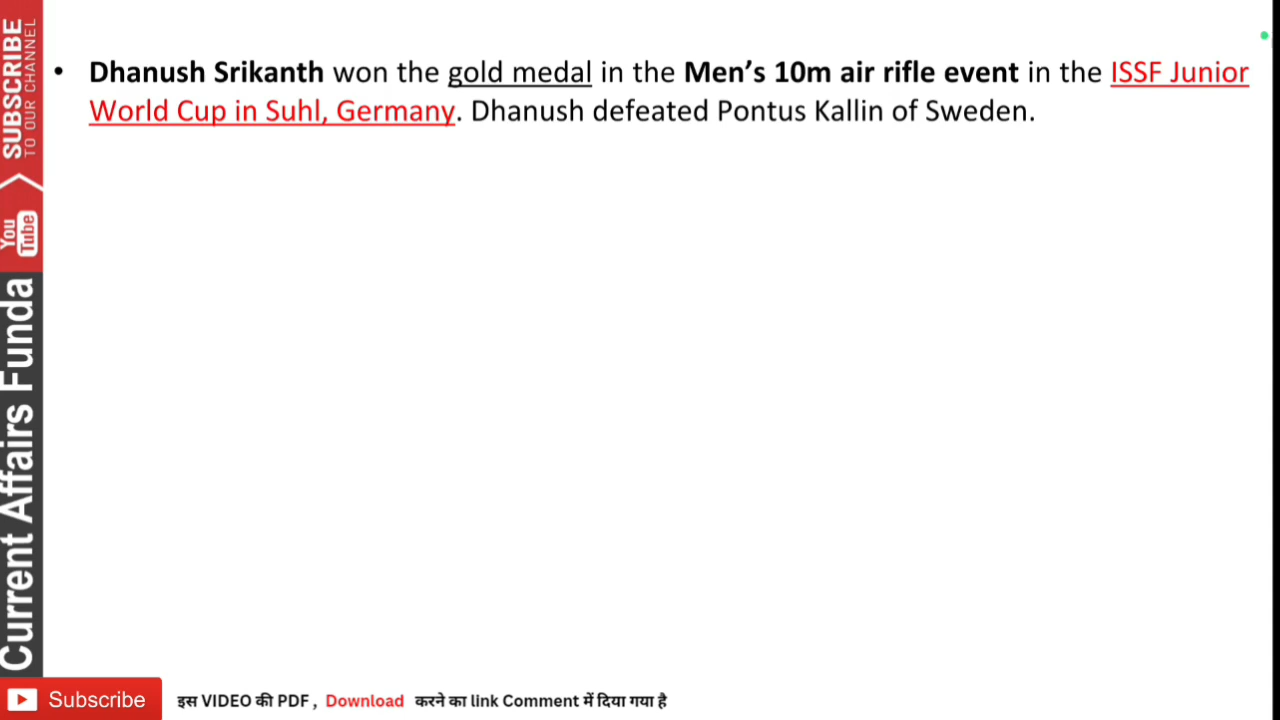 • Dhanush Srikanth won the gold medal in the Men’s 10m air rifle event in the ISSF Junior
World Cup in Suhl, Germany. Dhanush defeated Pontus Kallin of Sweden.
SUBSCRIBE
TO OUR CHANNEL
You
Tube
Current Affairs Funda
Subscribe
इस VIDEO की PDF , Download करने का link Comment में दिया गया है